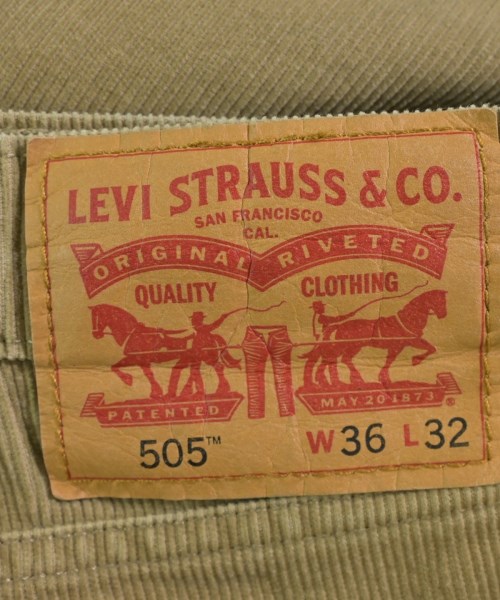 LEVI STRAUSS & CO.
SAN FRANCISCO
CAL.
ORIGINAL RIVETED
QUALITY CLOTHING
PATENTED MAY 20 1873 ®
505™ W36 L32